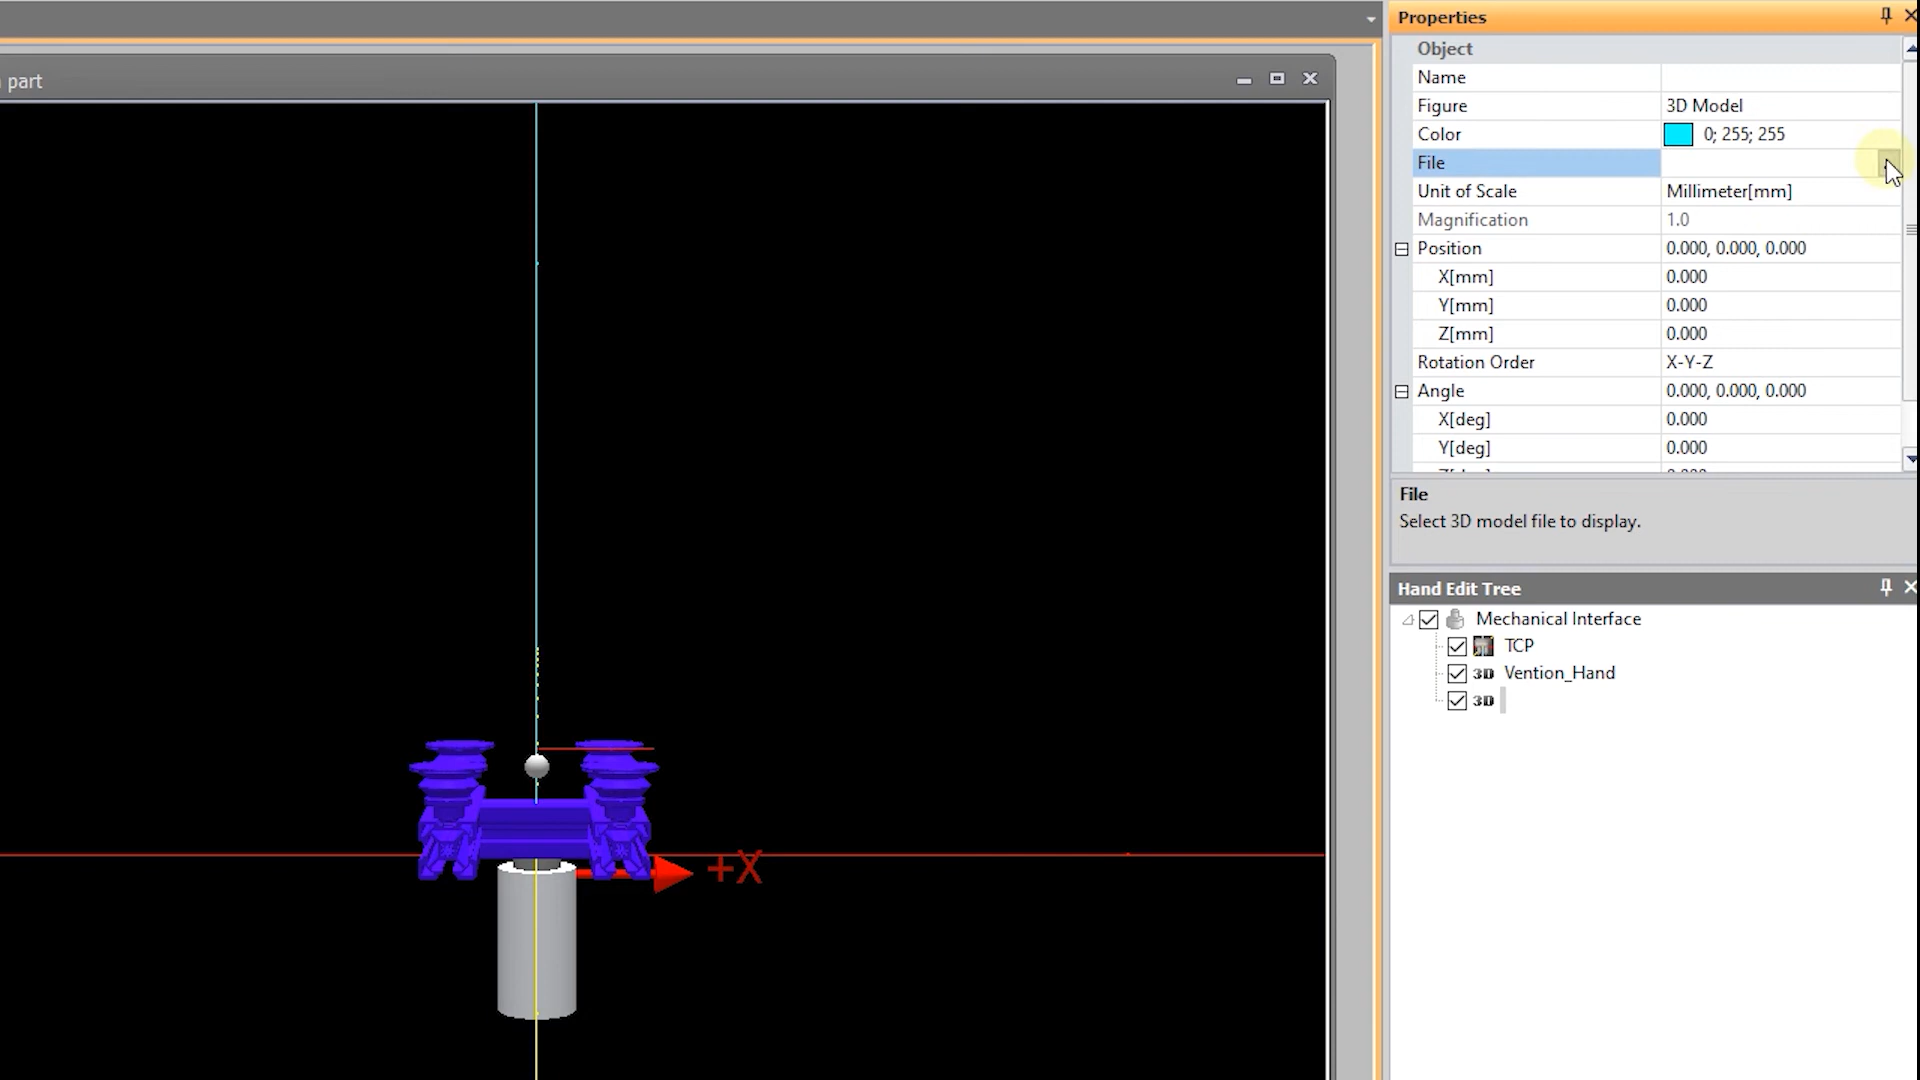 part
+X
Properties
Object
Name
Figure 3D Model
Color 0; 255; 255
File
Unit of Scale Millimeter[mm]
Magnification 1.0
Position 0.000, 0.000, 0.000
X[mm] 0.000
Y[mm] 0.000
Z[mm] 0.000
Rotation Order X-Y-Z
Angle 0.000, 0.000, 0.000
X[deg] 0.000
Y[deg] 0.000
File
Select 3D model file to display.
Hand Edit Tree
Mechanical Interface
TCP
3D Vention_Hand
3D